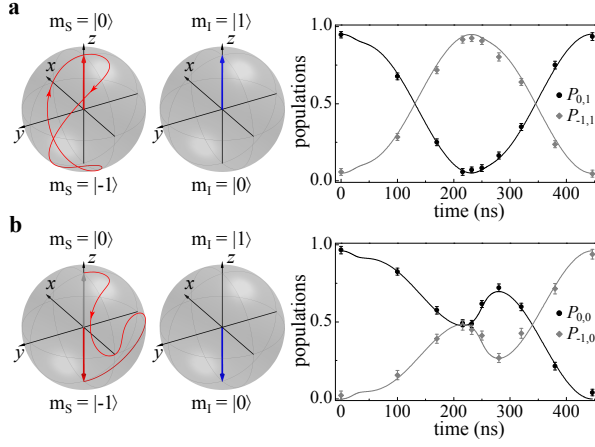 a
m_S = |0⟩ m_I = |1⟩
z z
x x
y y
m_S = |-1⟩ m_I = |0⟩
1.0
populations
0.5
0.0
P_0,1
P_-1,1
0 100 200 300 400
time (ns)
b
m_S = |0⟩ m_I = |1⟩
z z
x x
y y
m_S = |-1⟩ m_I = |0⟩
1.0
populations
0.5
0.0
P_0,0
P_-1,0
0 100 200 300 400
time (ns)